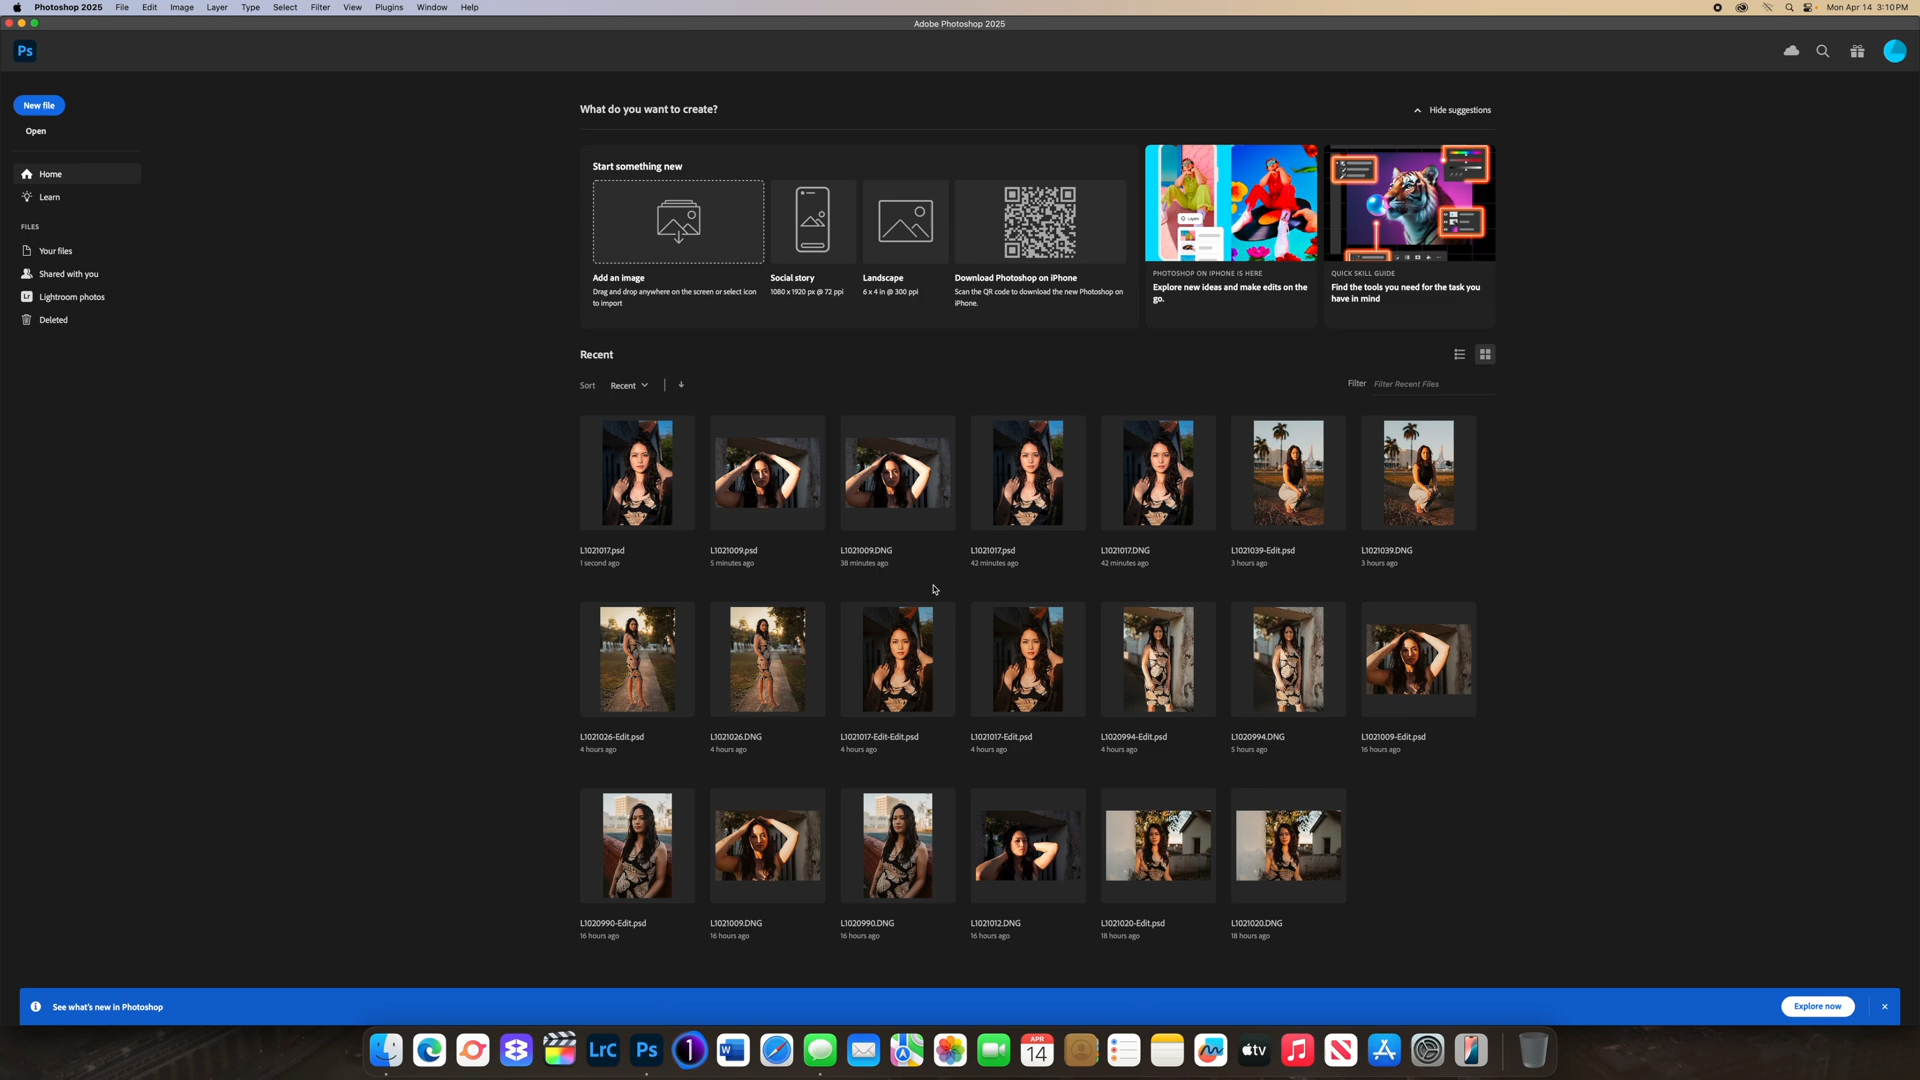 Photoshop 2025 File Edit Image Layer Type Select Filter View Plugins Window Help
Mon Apr 14 3:10 PM
Adobe Photoshop 2025
Ps
New file
Open
Home
Learn
FILES
Your files
Shared with you
Lr Lightroom photos
Deleted
What do you want to create?
Hide suggestions
Start something new
Add an image
Drag and drop anywhere on the screen or select icon
to import
Social story
1080 x 1920 px @ 72 ppi
Landscape
6 x 4 in @ 300 ppi
Download Photoshop on iPhone
Scan the QR code to download the new Photoshop on
iPhone.
Layers
PHOTOSHOP ON IPHONE IS HERE
Explore new ideas and make edits on the
go.
QUICK SKILL GUIDE
Find the tools you need for the task you
have in mind
Recent
Sort Recent
Filter Filter Recent Files
L1021017.psd
1 second ago
L1021009.psd
5 minutes ago
L1021009.DNG
38 minutes ago
L1021017.psd
42 minutes ago
L1021017.DNG
42 minutes ago
L1021039-Edit.psd
3 hours ago
L1021039.DNG
3 hours ago
L1021026-Edit.psd
4 hours ago
L1021026.DNG
4 hours ago
L1021017-Edit-Edit.psd
4 hours ago
L1021017-Edit.psd
4 hours ago
L1020994-Edit.psd
4 hours ago
L1020994.DNG
5 hours ago
L1021009-Edit.psd
16 hours ago
L1020990-Edit.psd
16 hours ago
L1021009.DNG
16 hours ago
L1020990.DNG
16 hours ago
L1021012.DNG
16 hours ago
L1021020-Edit.psd
18 hours ago
L1021020.DNG
18 hours ago
See what's new in Photoshop
Explore now
LrC
Ps
1
W
APR
14
tv